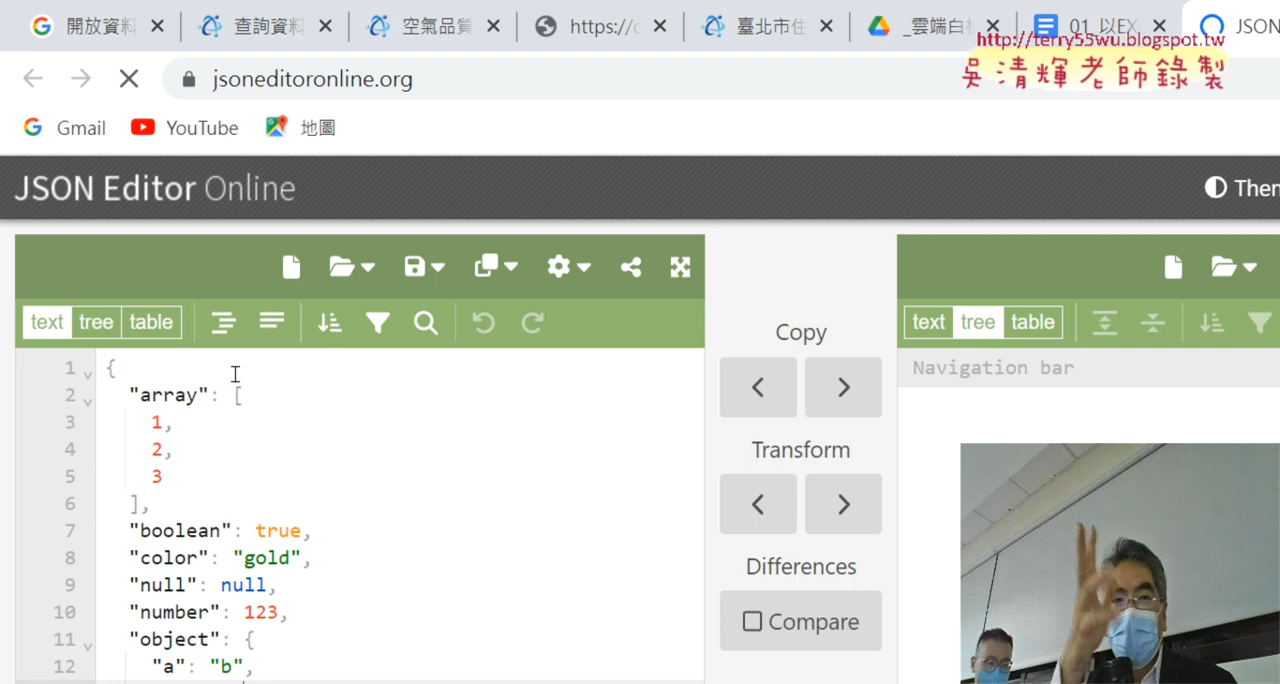 開放資料
查詢資料
空氣品質
https://
臺北市住
_雲端白板
01_以EX
JSON
http://terry55wu.blogspot.tw
吳清輝老師錄製
jsoneditoronline.org
Gmail
YouTube
地圖
JSON Editor Online
Them
text tree table
text tree table
Copy
Navigation bar
Transform
Differences
Compare
1 {
2 "array": [
3 1,
4 2,
5 3
6 ],
7 "boolean": true,
8 "color": "gold",
9 "null": null,
10 "number": 123,
11 "object": {
12 "a": "b",